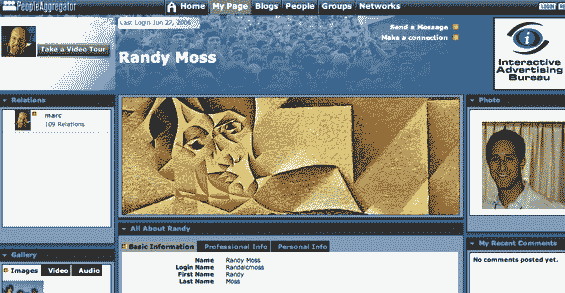 PeopleAggregator
Home
My Page
Blogs
People
Groups
Networks
Last Login Jun 27, 2006
Send a Message
Make a connection
Take a Video Tour
Randy Moss
Interactive
Advertising
Bureau
Relations
marc
109 Relations
Photo
All About Randy
Basic Information
Professional Info
Personal Info
Name Randy Moss
Login Name Randalcmoss
First Name Randy
Last Name Moss
Gallery
Images
Video
Audio
My Recent Comments
No comments posted yet.